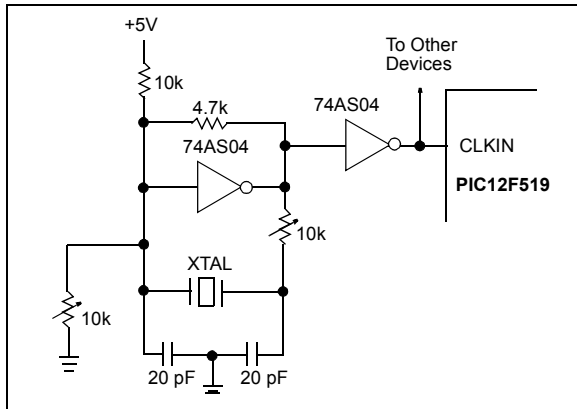 +5V
To Other
Devices
10k
4.7k
74AS04
74AS04
CLKIN
PIC12F519
10k
XTAL
10k
20 pF
20 pF